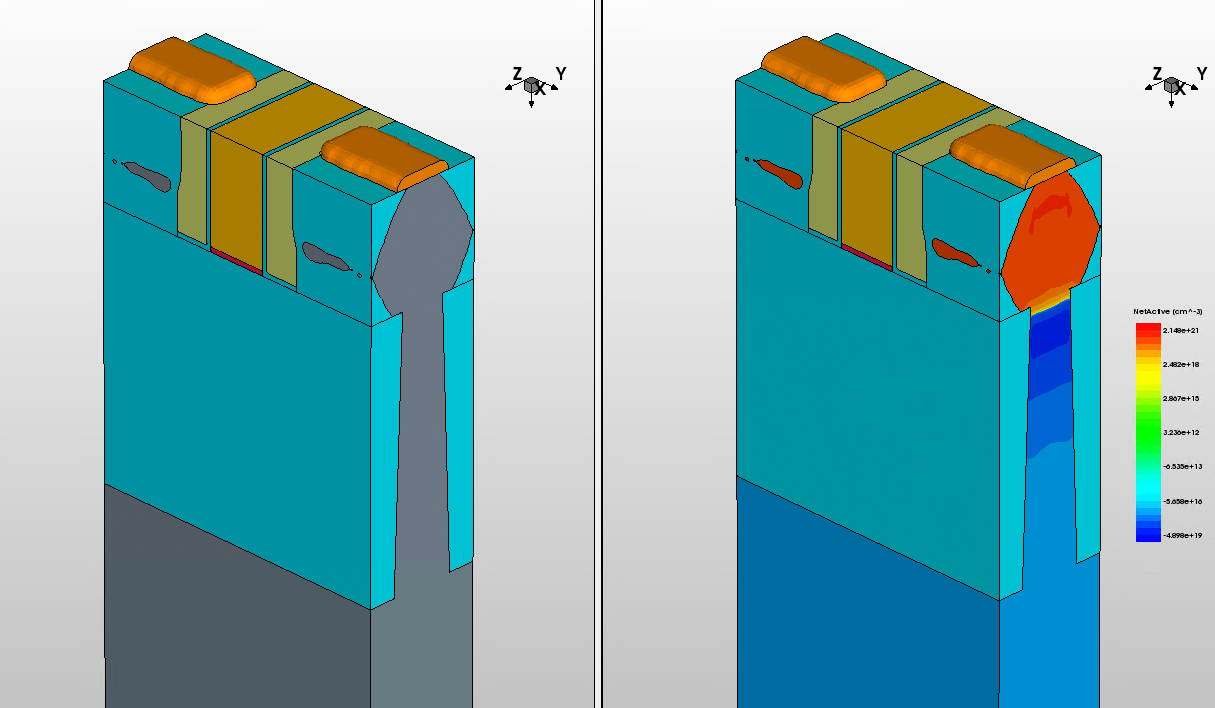 Z Y
X
Z Y
X
NetActive (cm^-3)
2.148e+21
2.482e+18
2.867e+15
3.236e+12
-6.535e+13
-5.658e+16
-4.898e+19